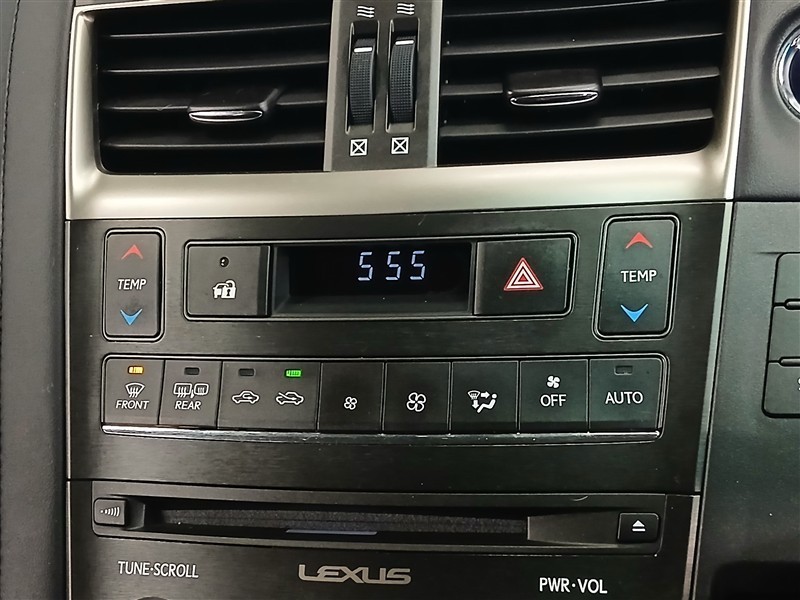 TEMP
555
TEMP
FRONT
REAR
OFF
AUTO
TUNE·SCROLL
LEXUS
PWR·VOL